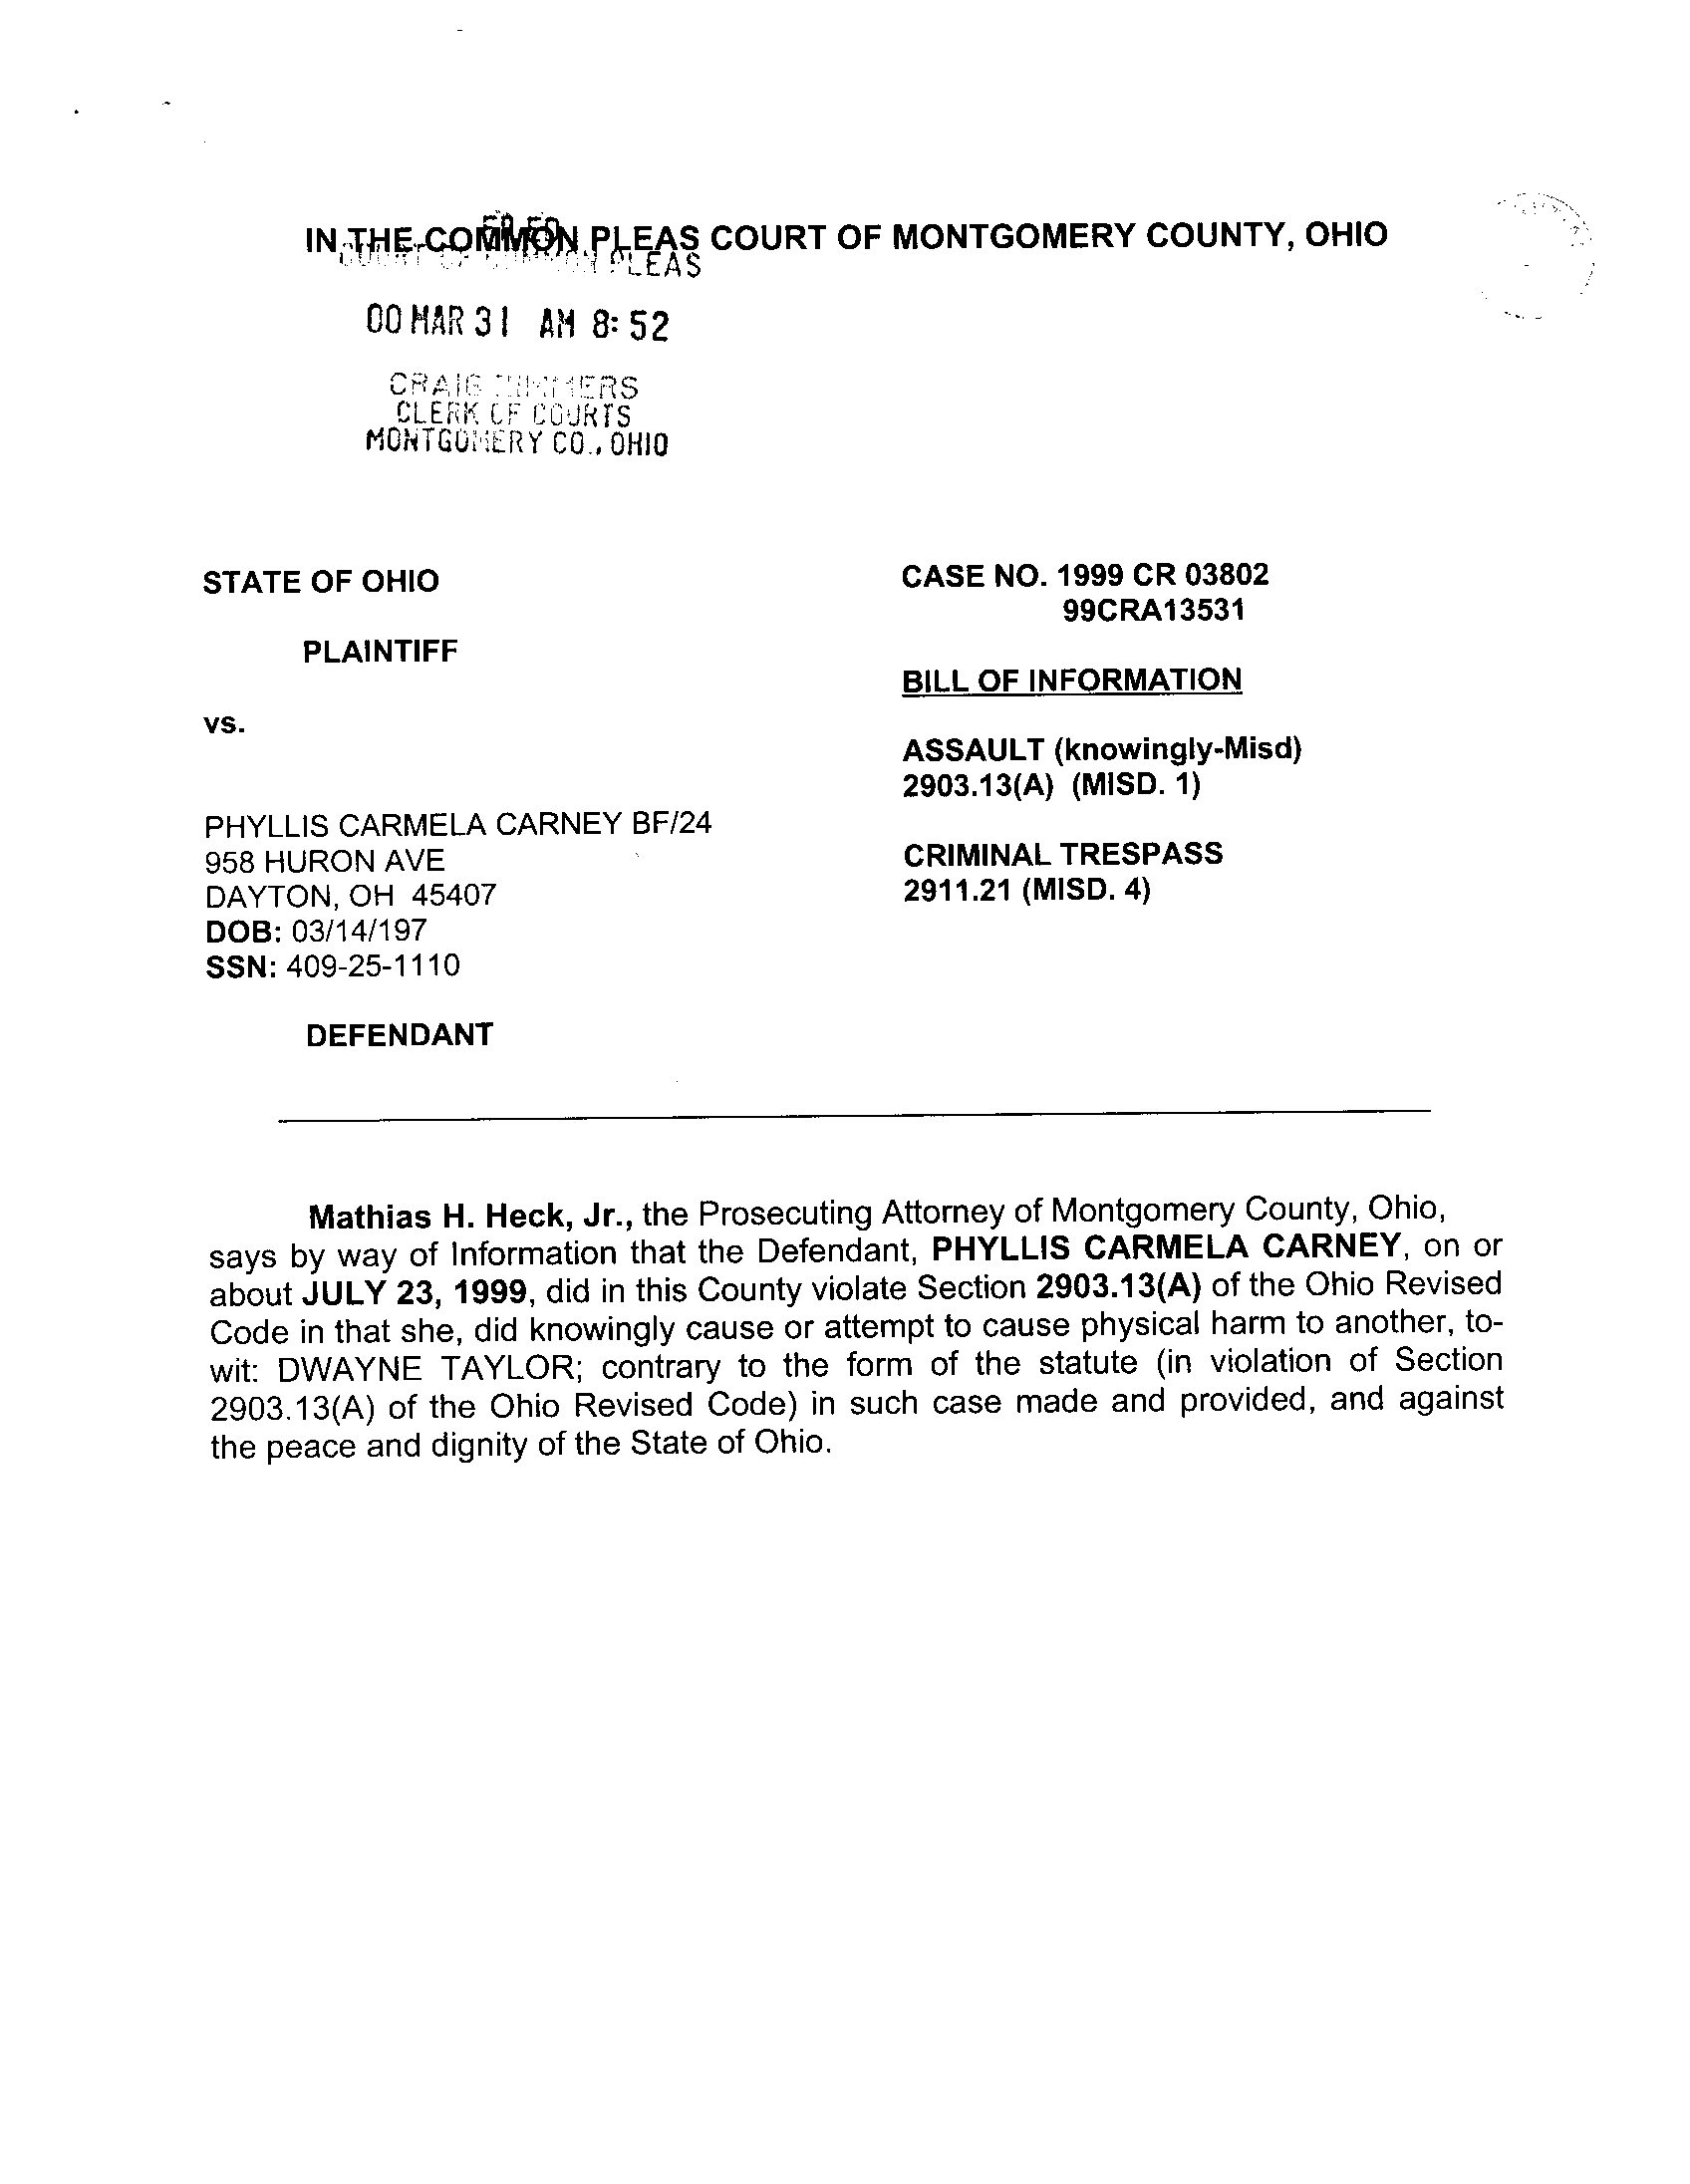 IN THE COMMON PLEAS COURT OF MONTGOMERY COUNTY, OHIO
COURT OF COMMON PLEAS
00 MAR 31 AM 8:52
CRAIG
CLERK OF COURTS
MONTGOMERY CO., OHIO
STATE OF OHIO
PLAINTIFF
vs.
PHYLLIS CARMELA CARNEY BF/24
958 HURON AVE
DAYTON, OH 45407
DOB: 03/14/197
SSN: 409-25-1110
DEFENDANT
CASE NO. 1999 CR 03802
99CRA13531
BILL OF INFORMATION
ASSAULT (knowingly-Misd)
2903.13(A) (MISD. 1)
CRIMINAL TRESPASS
2911.21 (MISD. 4)
Mathias H. Heck, Jr., the Prosecuting Attorney of Montgomery County, Ohio,
says by way of Information that the Defendant, PHYLLIS CARMELA CARNEY, on or
about JULY 23, 1999, did in this County violate Section 2903.13(A) of the Ohio Revised
Code in that she, did knowingly cause or attempt to cause physical harm to another, to-
wit: DWAYNE TAYLOR; contrary to the form of the statute (in violation of Section
2903.13(A) of the Ohio Revised Code) in such case made and provided, and against
the peace and dignity of the State of Ohio.